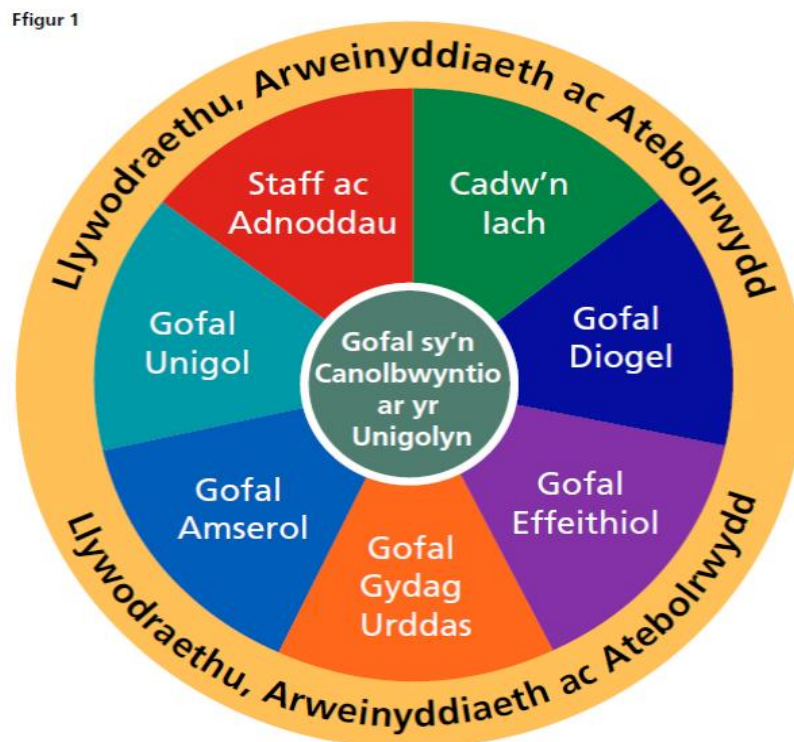 Ffigur 1
Llywodraethu, Arweinyddiaeth ac Atebolrwydd
Staff ac
Adnoddau
Cadw'n
Iach
Gofal
Diogel
Gofal
Effeithiol
Gofal
Gydag
Urddas
Gofal
Amserol
Gofal
Unigol
Gofal sy'n
Canolbwyntio
ar yr
Unigolyn
Llywodraethu, Arweinyddiaeth ac Atebolrwydd